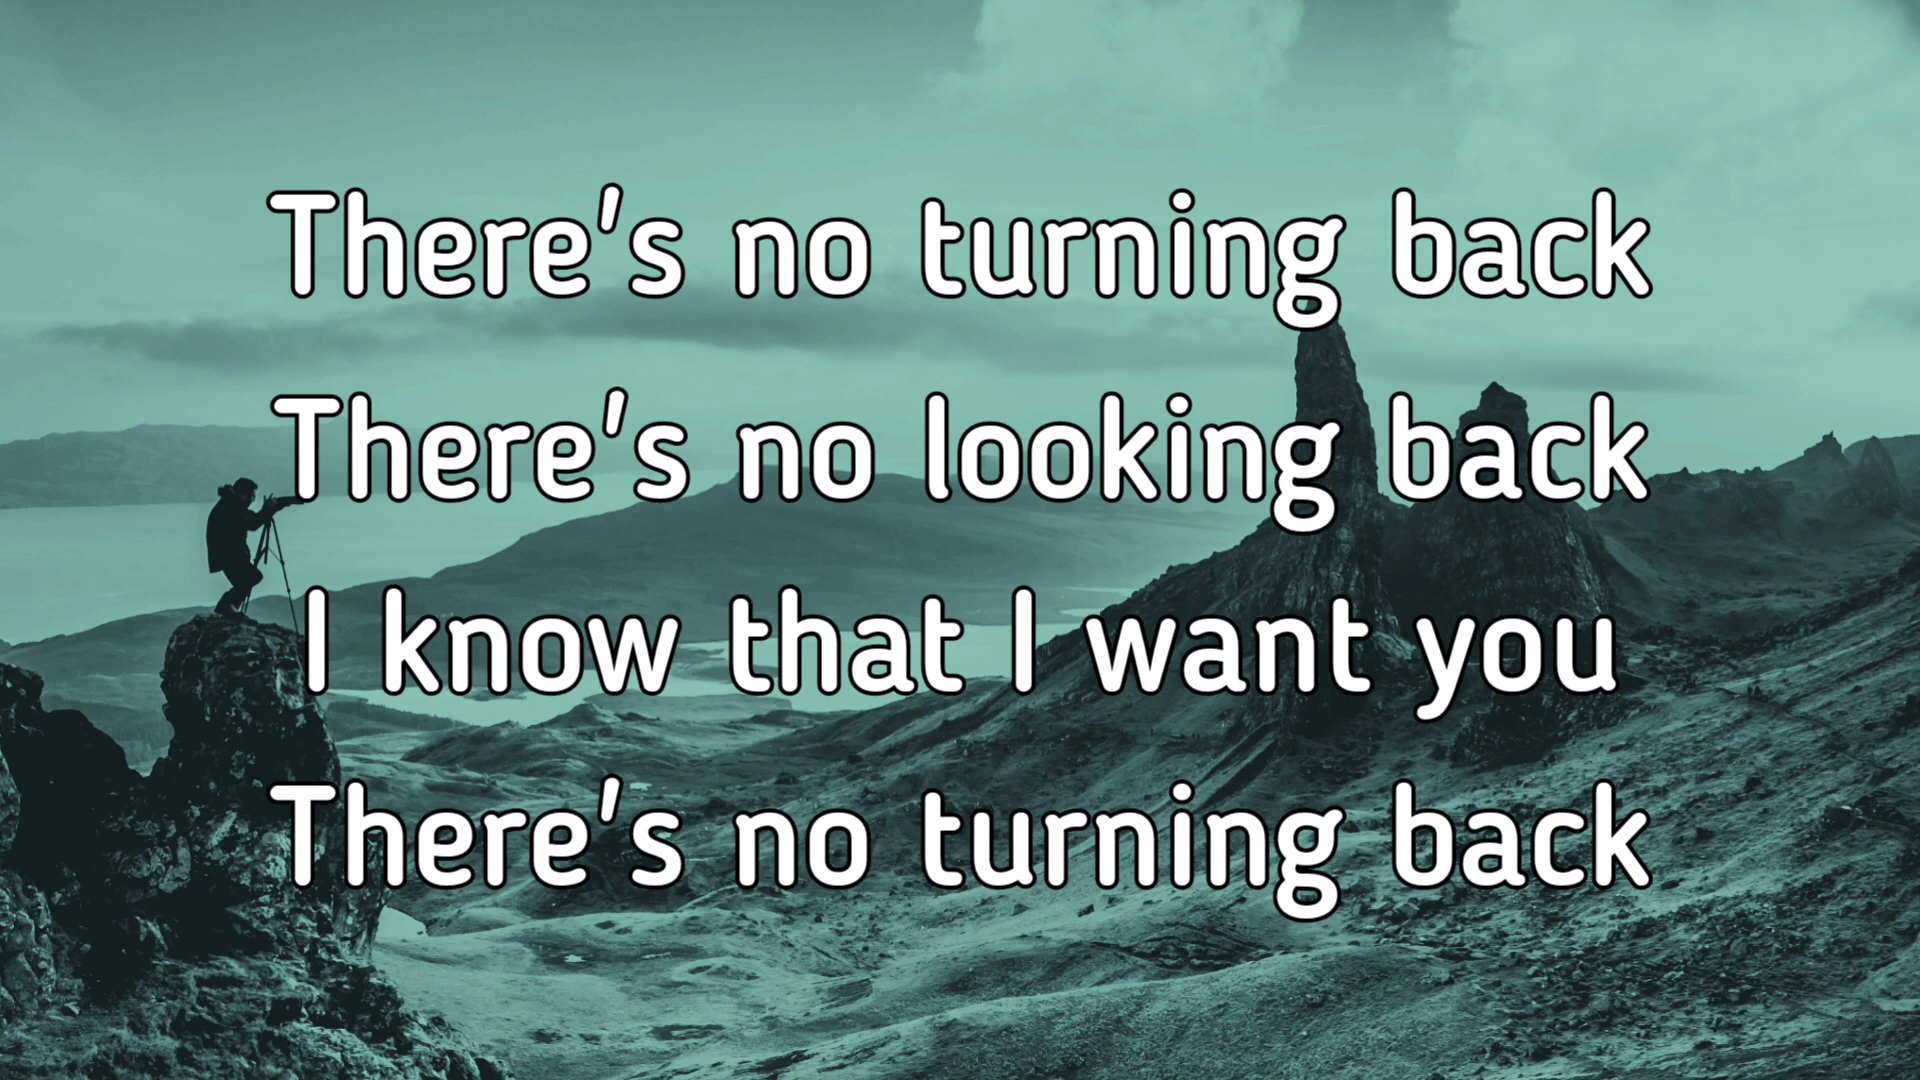 There's no turning back
There's no looking back
I know that I want you
There's no turning back